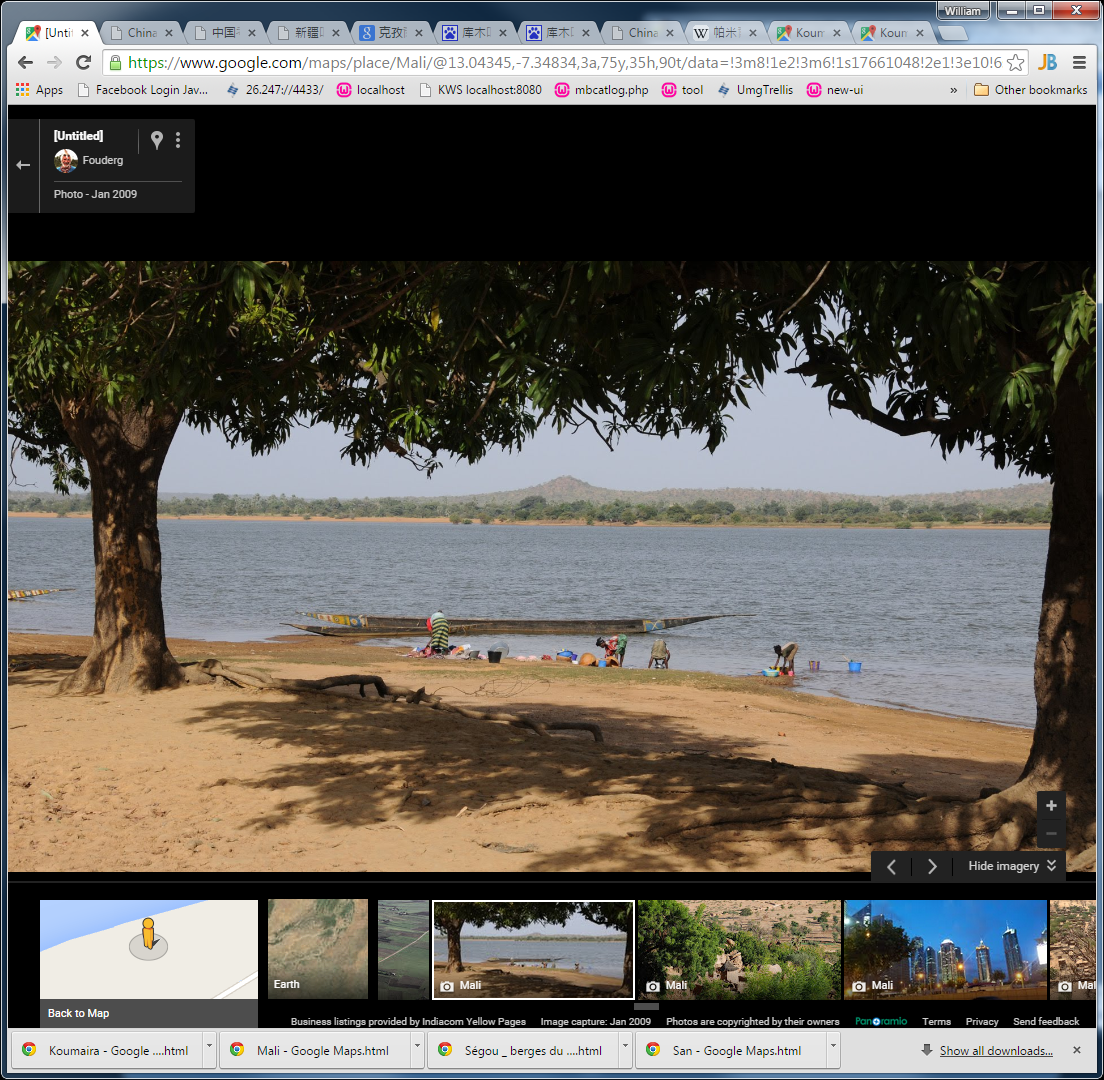 William
[Unti
China
中国
新疆
克孜
库木
库木
China
帕米
Koum
Koun
https://www.google.com/maps/place/Mali/@13.04345,-7.34834,3a,75y,35h,90t/data=!3m8!1e2!3m6!1s17661048!2e1!3e10!6
Apps
Facebook Login Jav...
26.247://4433/
localhost
KWS localhost:8080
mbcatlog.php
tool
UmgTrellis
new-ui
»
Other bookmarks
[Untitled]
Fouderg
Photo - Jan 2009
Hide imagery
Earth
Mali
Mali
Mali
Mal
Back to Map
Business listings provided by Indiacom Yellow Pages
Image capture: Jan 2009
Photos are copyrighted by their owners
Panoramio
Terms
Privacy
Send feedback
Koumaira - Google ....html
Mali - Google Maps.html
Ségou _ berges du ....html
San - Google Maps.html
Show all downloads...